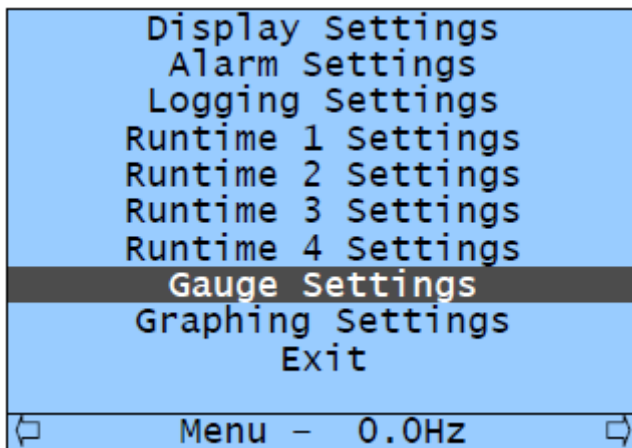 Display Settings
Alarm Settings
Logging Settings
Runtime 1 Settings
Runtime 2 Settings
Runtime 3 Settings
Runtime 4 Settings
Gauge Settings
Graphing Settings
Exit
Menu – 0.0Hz